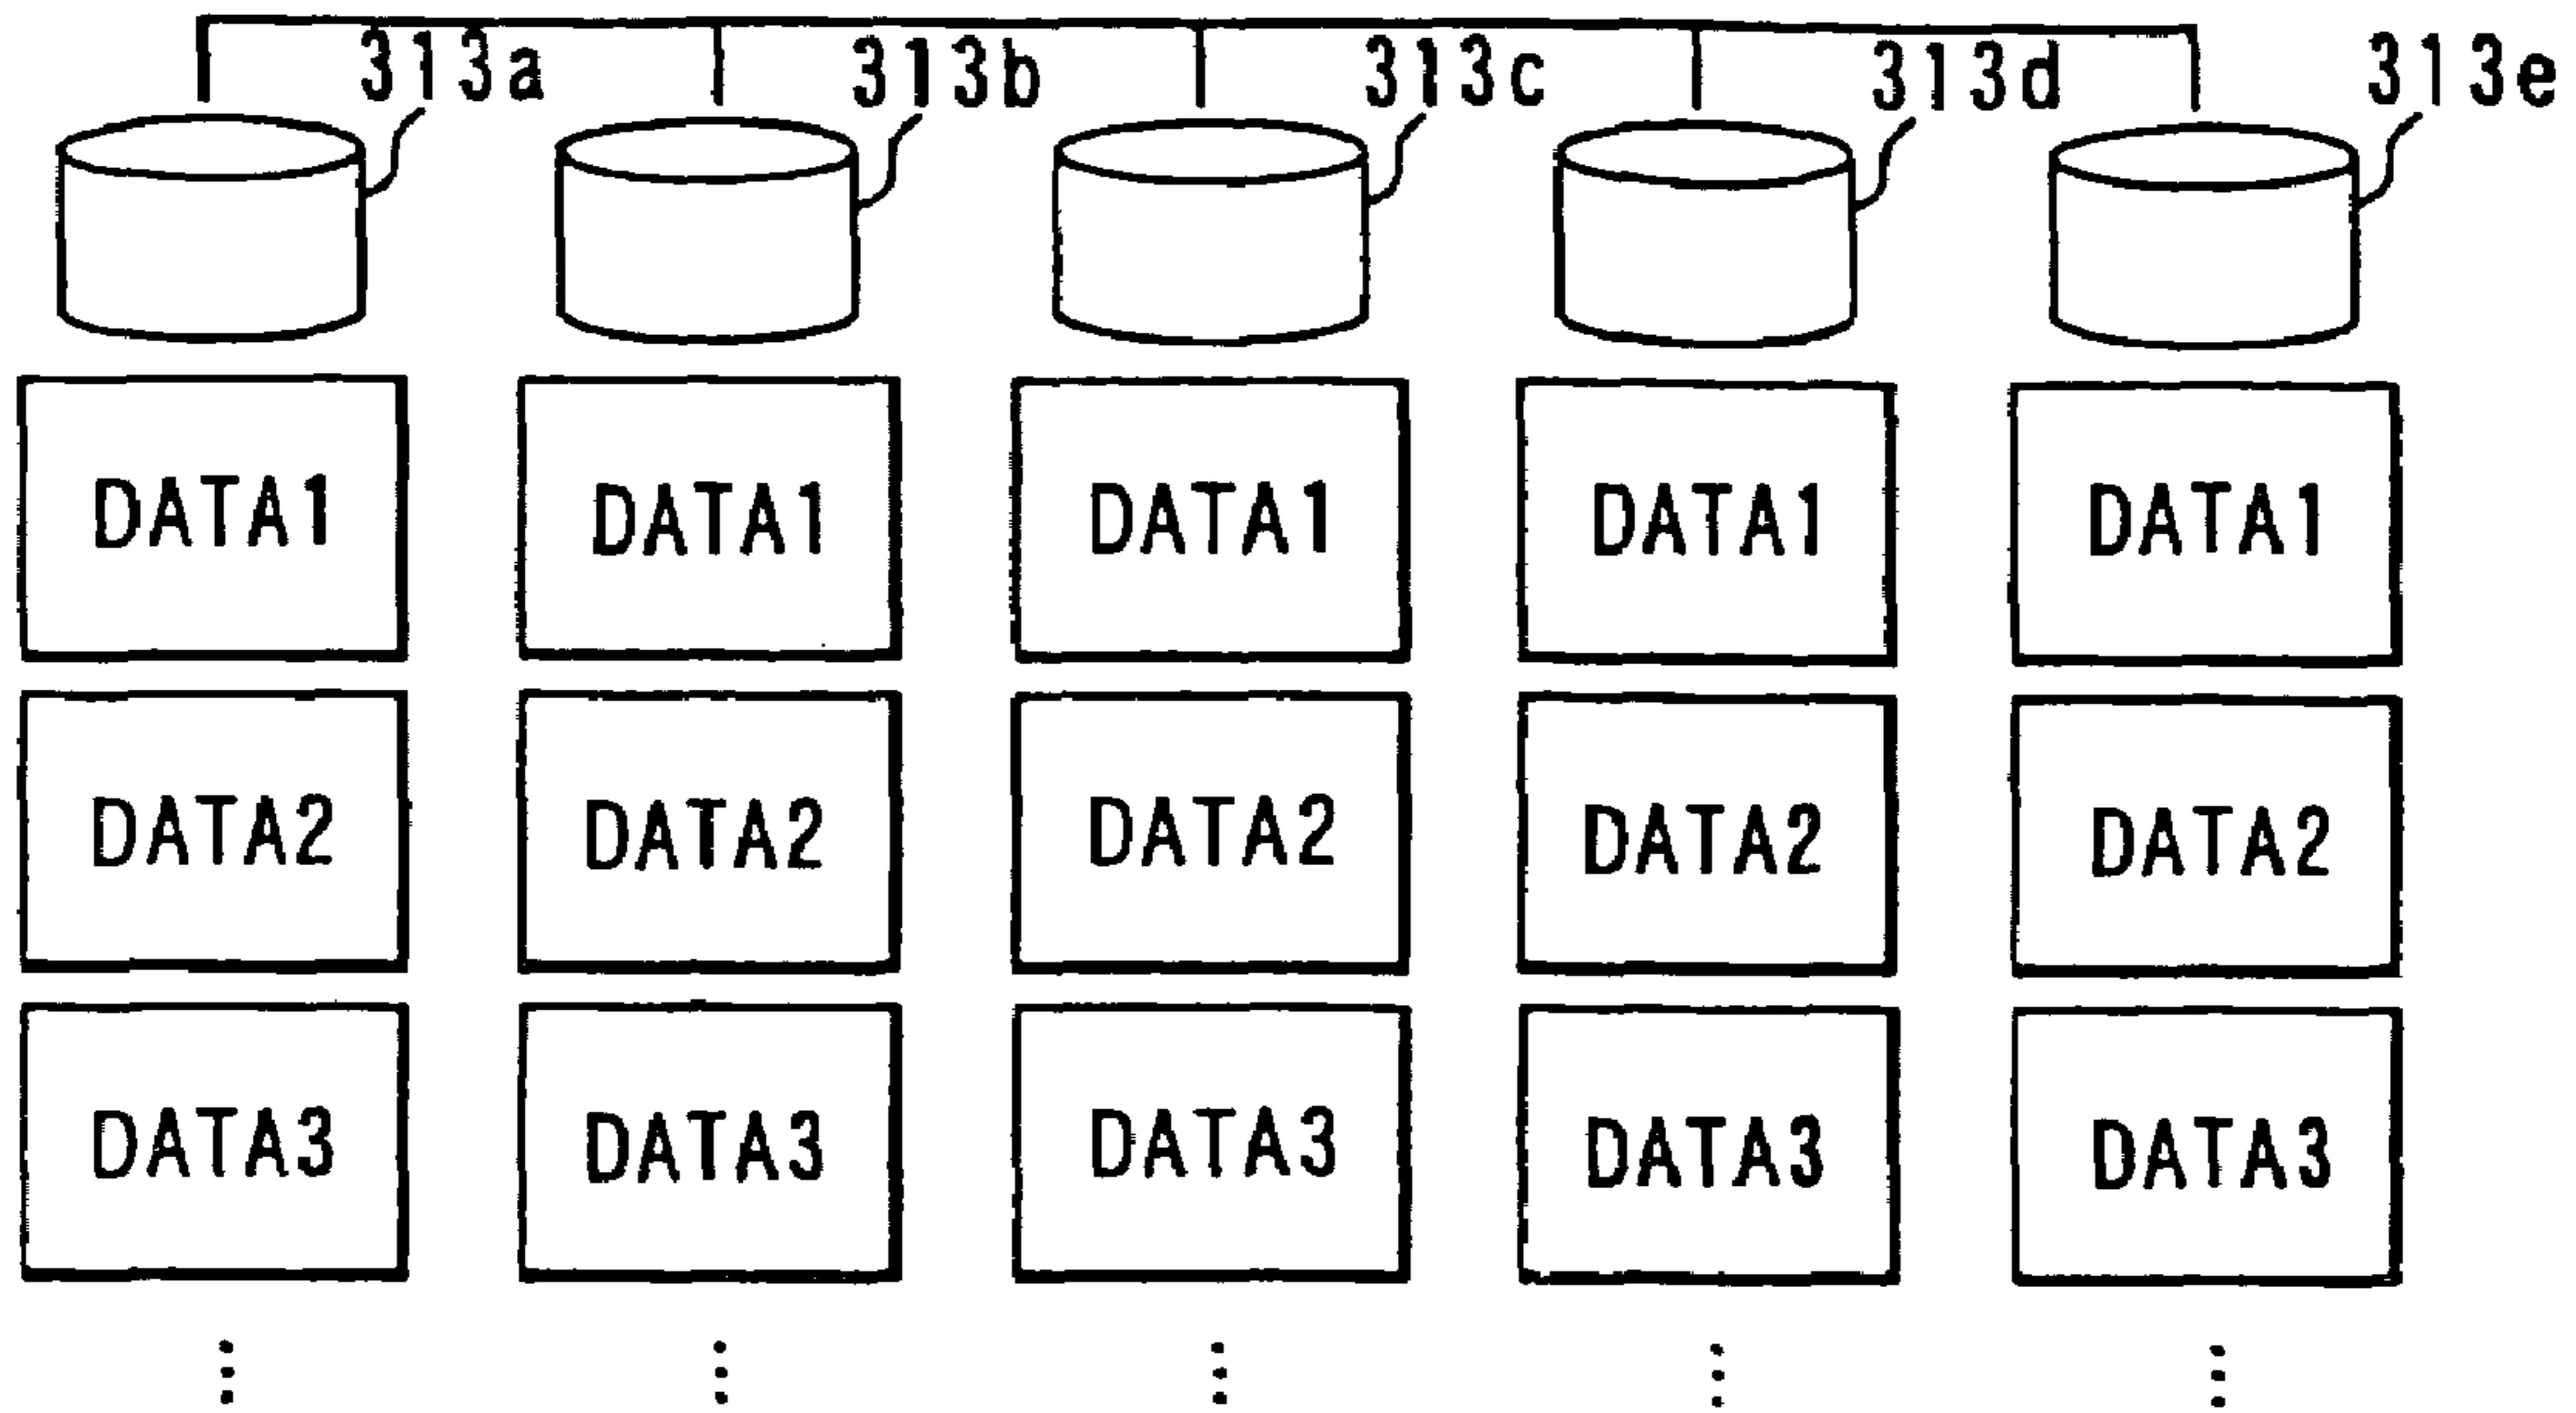 313a 313b 313c 313d 313e
DATA1 DATA1 DATA1 DATA1 DATA1
DATA2 DATA2 DATA2 DATA2 DATA2
DATA3 DATA3 DATA3 DATA3 DATA3